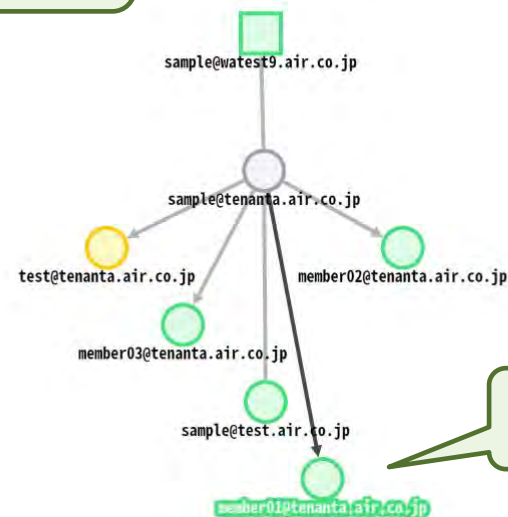 sample@watest9.air.co.jp
sample@tenanta.air.co.jp
test@tenanta.air.co.jp
member02@tenanta.air.co.jp
member03@tenanta.air.co.jp
sample@test.air.co.jp
member01@tenanta.air.co.jp